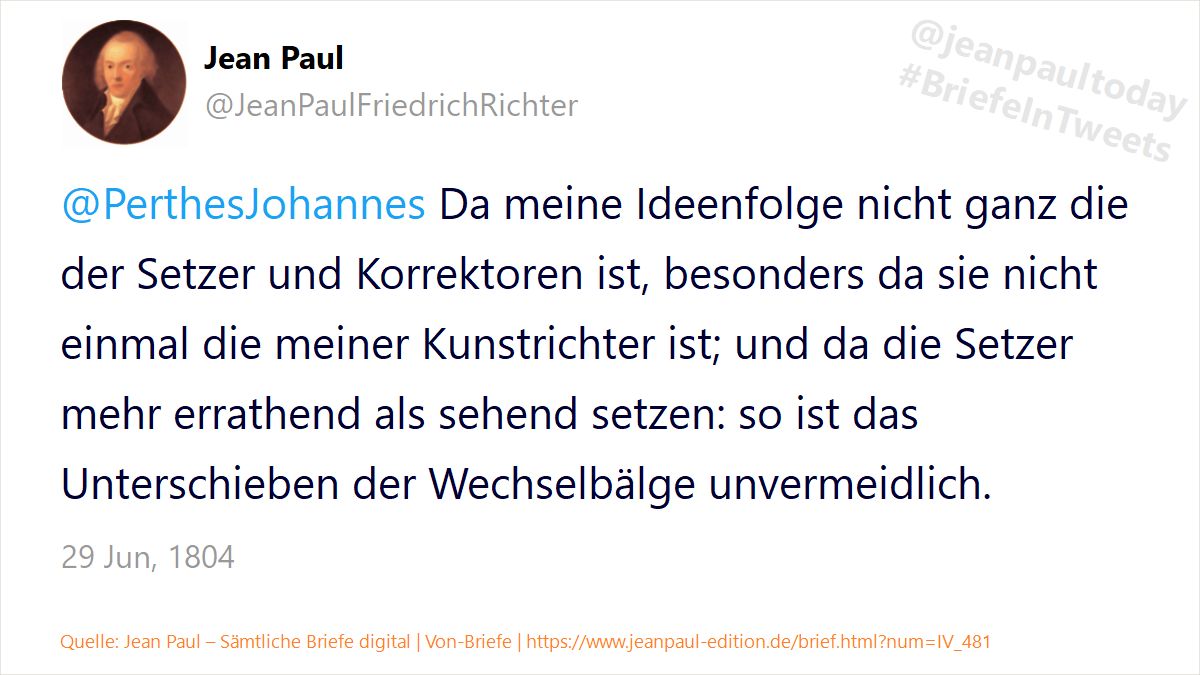 Jean Paul
@JeanPaulFriedrichRichter
@jeanpaultoday
#BriefeInTweets
@PerthesJohannes Da meine Ideenfolge nicht ganz die
der Setzer und Korrektoren ist, besonders da sie nicht
einmal die meiner Kunstrichter ist; und da die Setzer
mehr errathend als sehend setzen: so ist das
Unterschieben der Wechselbälge unvermeidlich.
29 Jun, 1804
Quelle: Jean Paul – Sämtliche Briefe digital | Von-Briefe | https://www.jeanpaul-edition.de/brief.html?num=IV_481